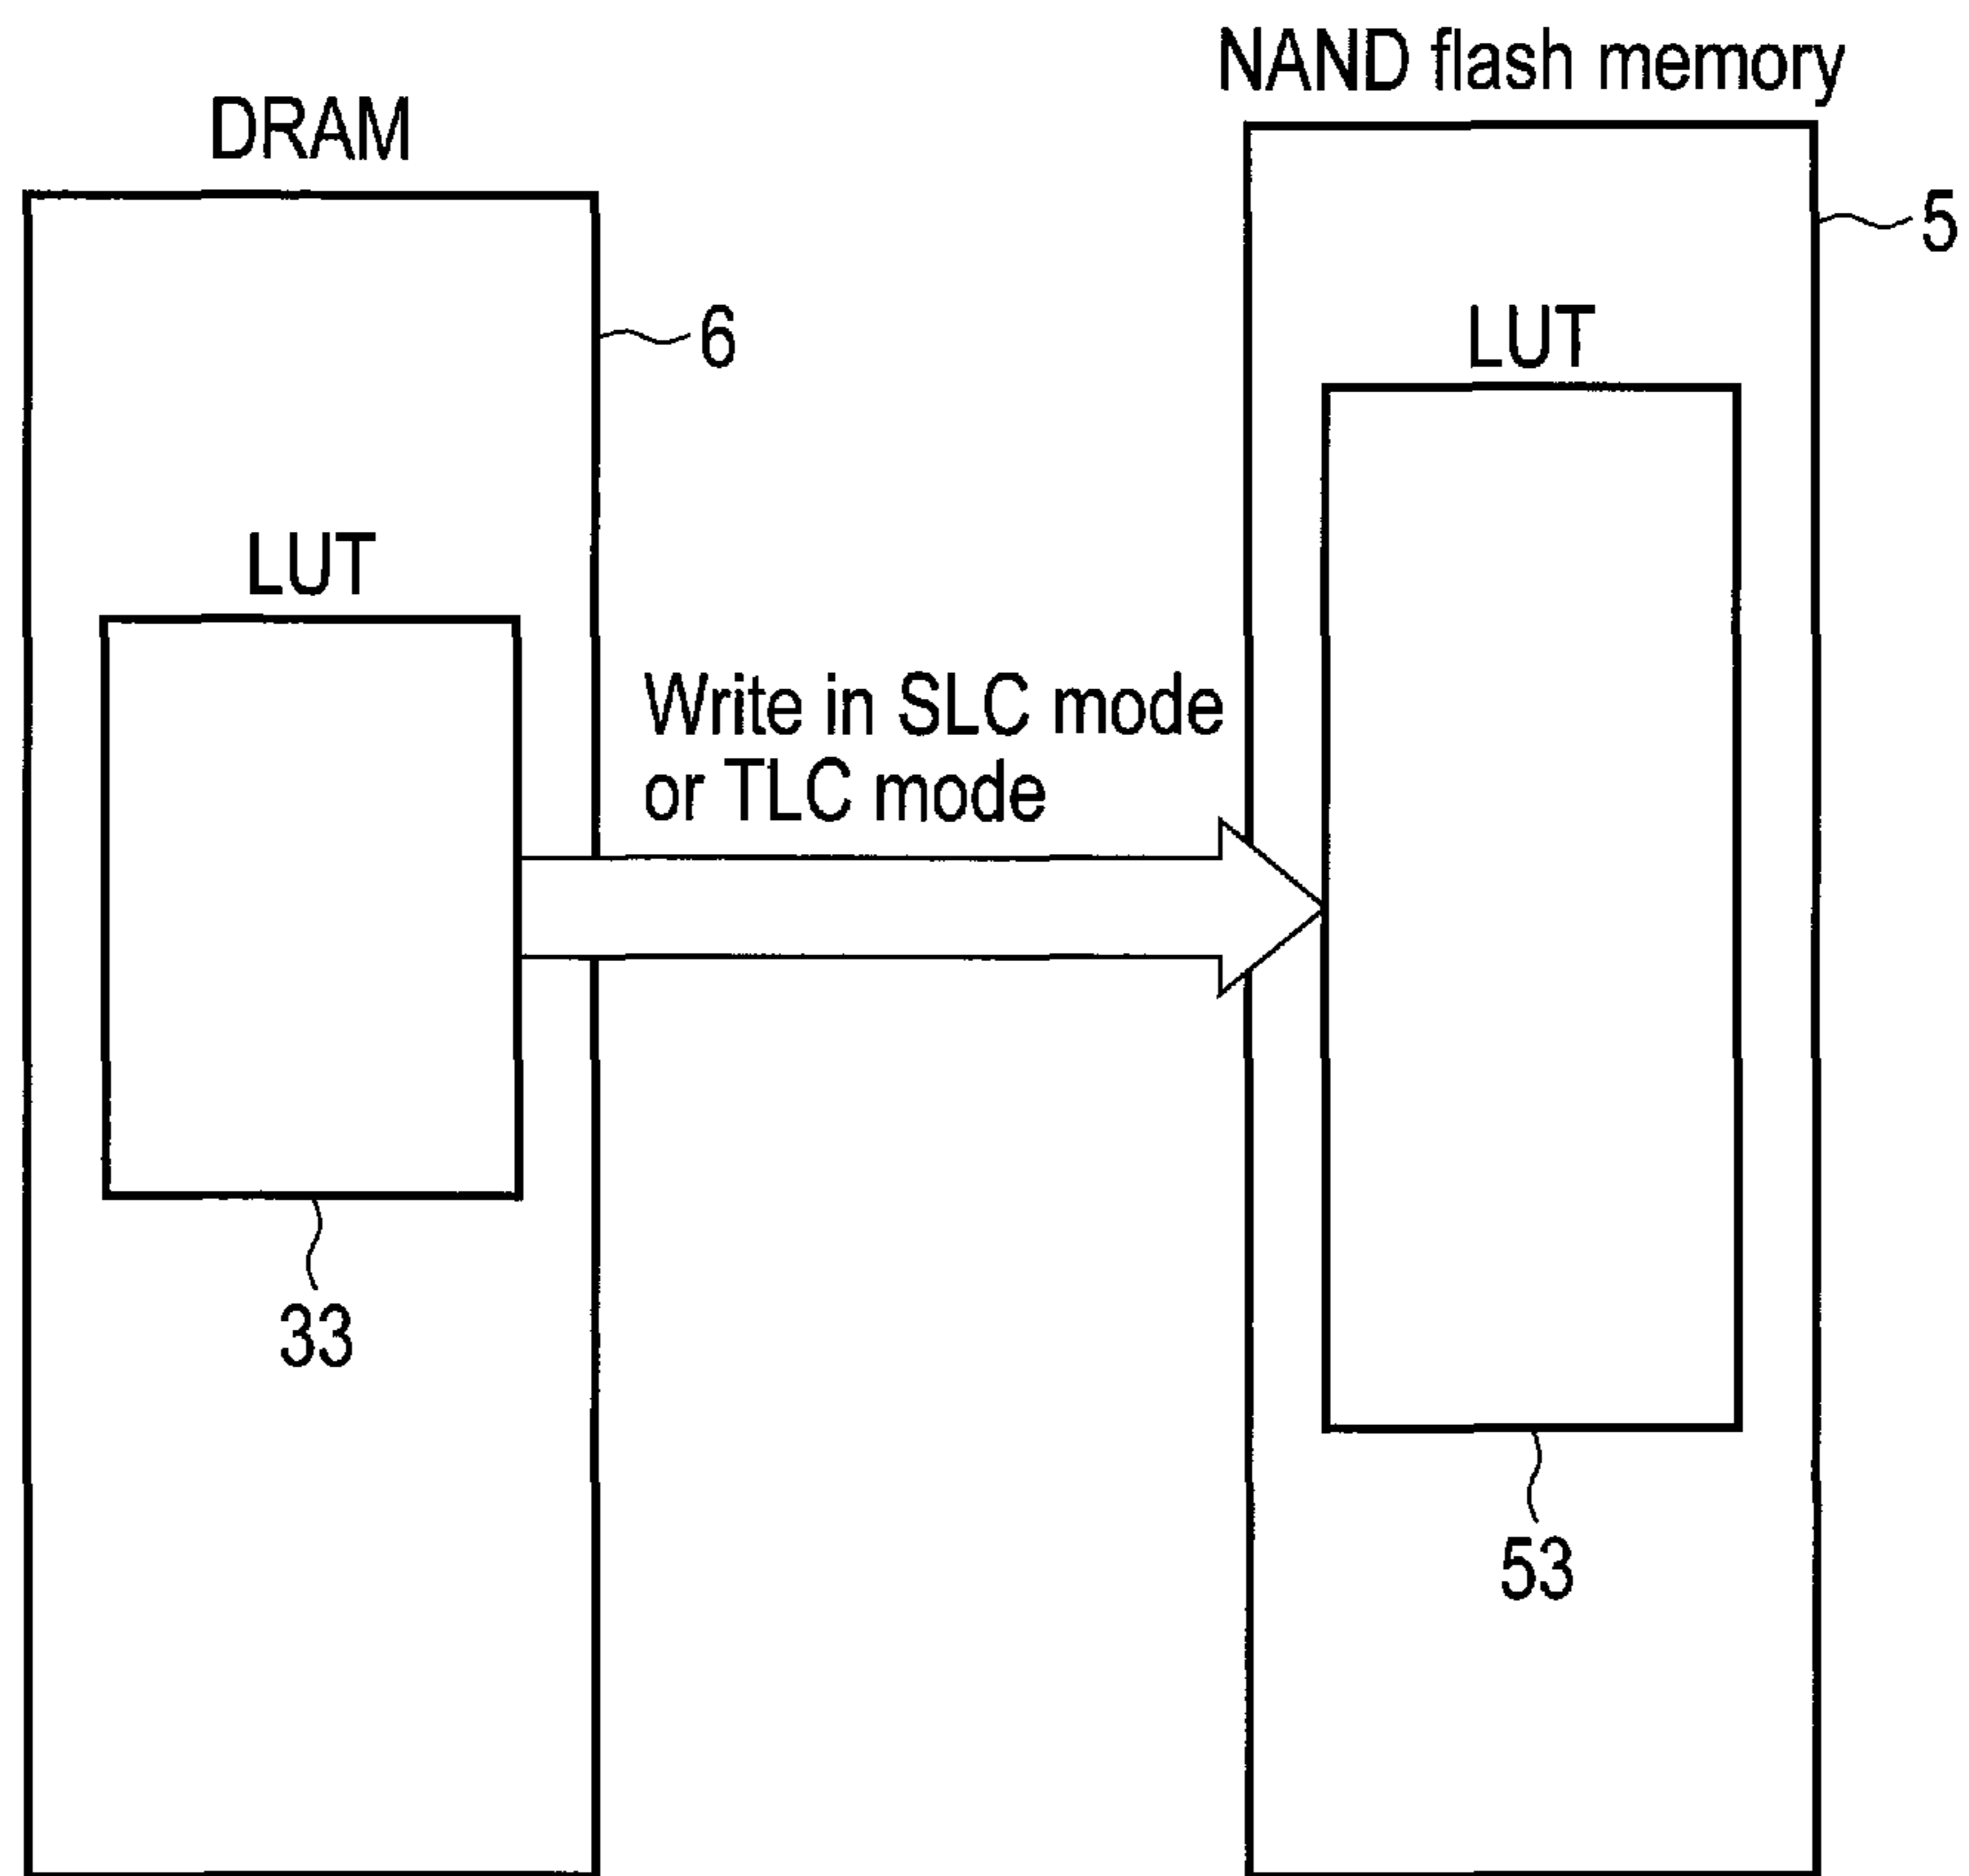 NAND flash memory
DRAM
5
6
LUT
LUT
Write in SLC mode
or TLC mode
33
53